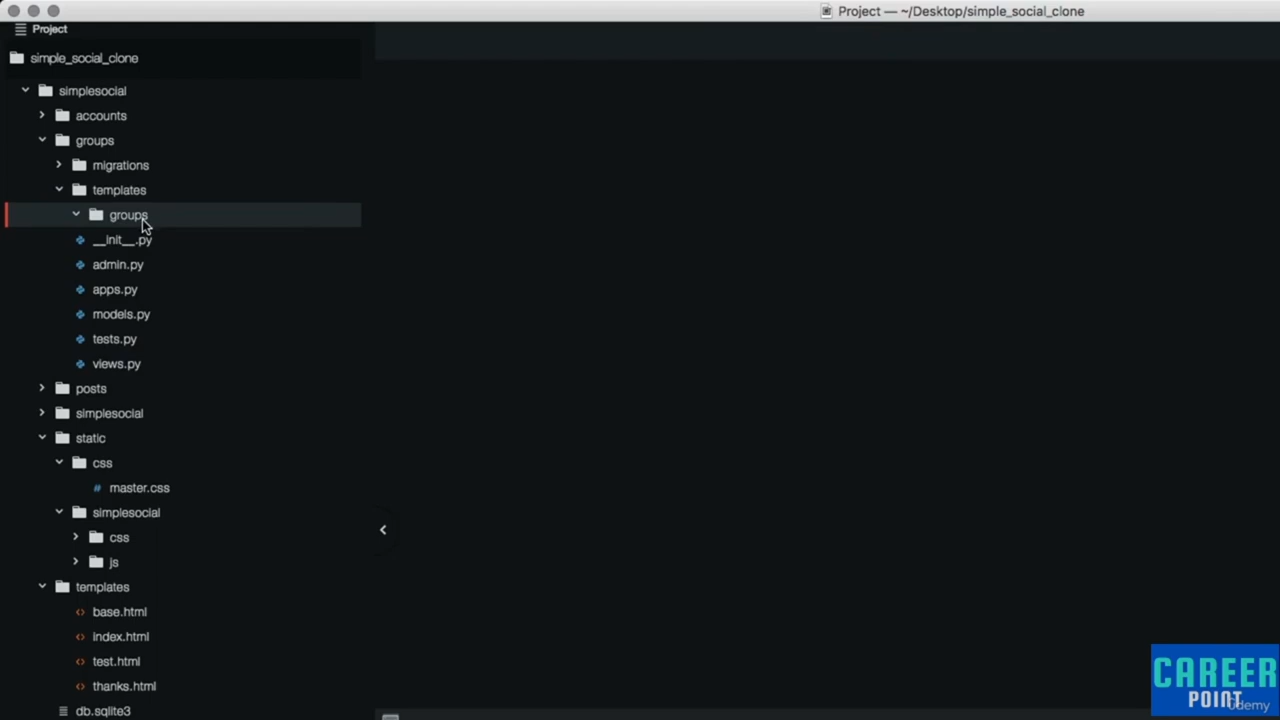 Project — ~/Desktop/simple_social_clone
Project
simple_social_clone
simplesocial
accounts
groups
migrations
templates
groups
__init__.py
admin.py
apps.py
models.py
tests.py
views.py
posts
simplesocial
static
css
# master.css
simplesocial
css
js
templates
<> base.html
<> index.html
<> test.html
<> thanks.html
db.sqlite3
CAREER
POINT
Udemy